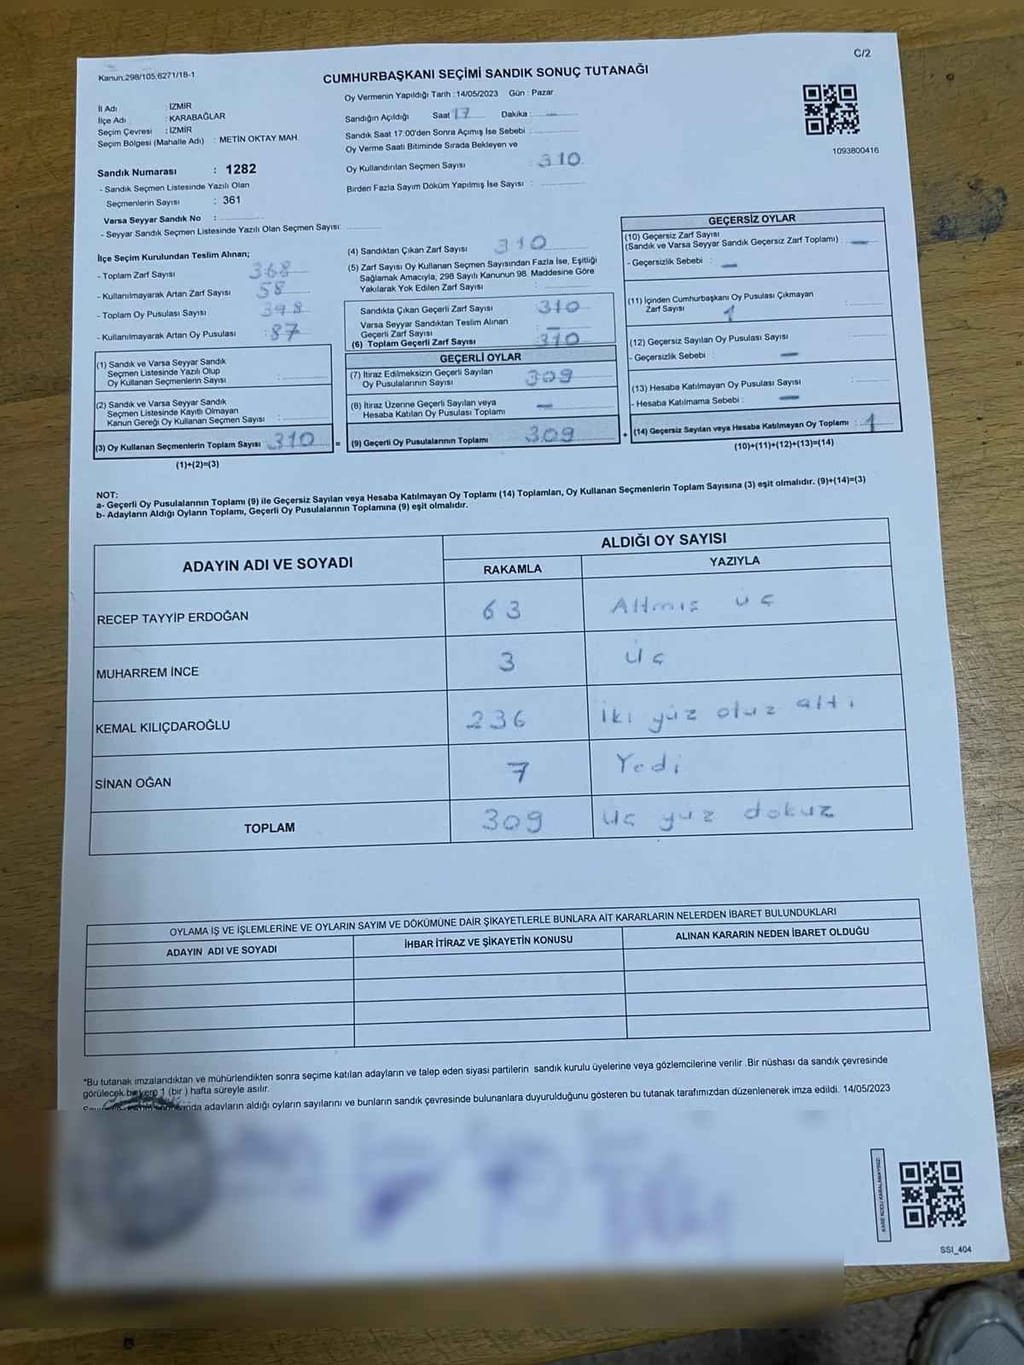 Kanun:298/105,6271/18-1
C/2
CUMHURBAŞKANI SEÇİMİ SANDIK SONUÇ TUTANAĞI
İl Adı : İZMİR
İlçe Adı : KARABAĞLAR
Seçim Çevresi : İZMİR
Seçim Bölgesi (Mahalle Adı) : METİN OKTAY MAH
Sandık Numarası : 1282
- Sandık Seçmen Listesinde Yazılı Olan
Seçmenlerin Sayısı : 361
Varsa Seyyar Sandık No :
- Seyyar Sandık Seçmen Listesinde Yazılı Olan Seçmen Sayısı:
Oy Vermenin Yapıldığı Tarih : 14/05/2023 Gün : Pazar
Sandığın Açıldığı Saat 17 Dakika : —
Sandık Saat 17:00'den Sonra Açımış İse Sebebi :
Oy Verme Saati Bitiminde Sırada Bekleyen ve
Oy Kullandırılan Seçmen Sayısı : 310
Birden Fazla Sayım Döküm Yapılmış İse Sayısı :
1093800416
İlçe Seçim Kurulundan Teslim Alınan;
- Toplam Zarf Sayısı : 368
- Kullanılmayarak Artan Zarf Sayısı : 58
- Toplam Oy Pusulası Sayısı : 398
- Kullanılmayarak Artan Oy Pusulası : 87
(1) Sandık ve Varsa Seyyar Sandık
Seçmen Listesinde Yazılı Olup
Oy Kullanan Seçmenlerin Sayısı :
(2) Sandık ve Varsa Seyyar Sandık
Seçmen Listesinde Kayıtlı Olmayan
Kanun Gereği Oy Kullanan Seçmen Sayısı :
(3) Oy Kullanan Seçmenlerin Toplam Sayısı : 310 =
(1)+(2)=(3)
(4) Sandıktan Çıkan Zarf Sayısı : 310
(5) Zarf Sayısı Oy Kullanan Seçmen Sayısından Fazla İse, Eşitliği
Sağlamak Amacıyla, 298 Sayılı Kanunun 98. Maddesine Göre
Yakılarak Yok Edilen Zarf Sayısı :
Sandıkta Çıkan Geçerli Zarf Sayısı : 310
Varsa Seyyar Sandıktan Teslim Alınan
Geçerli Zarf Sayısı : —
(6) Toplam Geçerli Zarf Sayısı : 310
GEÇERLİ OYLAR
(7) İtiraz Edilmeksizin Geçerli Sayılan
Oy Pusulalarının Sayısı : 309
(8) İtiraz Üzerine Geçerli Sayılan veya
Hesaba Katılan Oy Pusulası Toplamı : —
(9) Geçerli Oy Pusulalarının Toplamı : 309 +
GEÇERSİZ OYLAR
(10) Geçersiz Zarf Sayısı
(Sandık ve Varsa Seyyar Sandık Geçersiz Zarf Toplamı) : —
- Geçersizlik Sebebi : —
(11) İçinden Cumhurbaşkanı Oy Pusulası Çıkmayan
Zarf Sayısı : 1
(12) Geçersiz Sayılan Oy Pusulası Sayısı :
- Geçersizlik Sebebi : —
(13) Hesaba Katılmayan Oy Pusulası Sayısı :
- Hesaba Katılmama Sebebi : —
(14) Geçersiz Sayılan veya Hesaba Katılmayan Oy Toplamı : 1
(10)+(11)+(12)+(13)=(14)
NOT:
a- Geçerli Oy Pusulalarının Toplamı (9) ile Geçersiz Sayılan veya Hesaba Katılmayan Oy Toplamı (14) Toplamları, Oy Kullanan Seçmenlerin Toplam Sayısına (3) eşit olmalıdır. (9)+(14)=(3)
b- Adayların Aldığı Oyların Toplamı, Geçerli Oy Pusulalarının Toplamına (9) eşit olmalıdır.
ADAYIN ADI VE SOYADI
ALDIĞI OY SAYISI
RAKAMLA YAZIYLA
RECEP TAYYİP ERDOĞAN 63 Altmış üç
MUHARREM İNCE 3 üç
KEMAL KILIÇDAROĞLU 236 iki yüz otuz altı
SİNAN OĞAN 7 Yedi
TOPLAM 309 üç yüz dokuz
OYLAMA İŞ VE İŞLEMLERİNE VE OYLARIN SAYIM VE DÖKÜMÜNE DAİR ŞİKAYETLERLE BUNLARA AİT KARARLARIN NELERDEN İBARET BULUNDUKLARI
ADAYIN ADI VE SOYADI İHBAR İTİRAZ VE ŞİKAYETİN KONUSU ALINAN KARARIN NEDEN İBARET OLDUĞU
*Bu tutanak imzalandıktan ve mühürlendikten sonra seçime katılan adayların ve talep eden siyasi partilerin sandık kurulu üyelerine veya gözlemcilerine verilir .Bir nüshası da sandık çevresinde
görülecek bir yere 1 (bir ) hafta süreyle asılır.
adayların aldığı oyların sayılarını ve bunların sandık çevresinde bulunanlara duyurulduğunu gösteren bu tutanak tarafımızdan düzenlenerek imza edildi. 14/05/2023
SSI_404